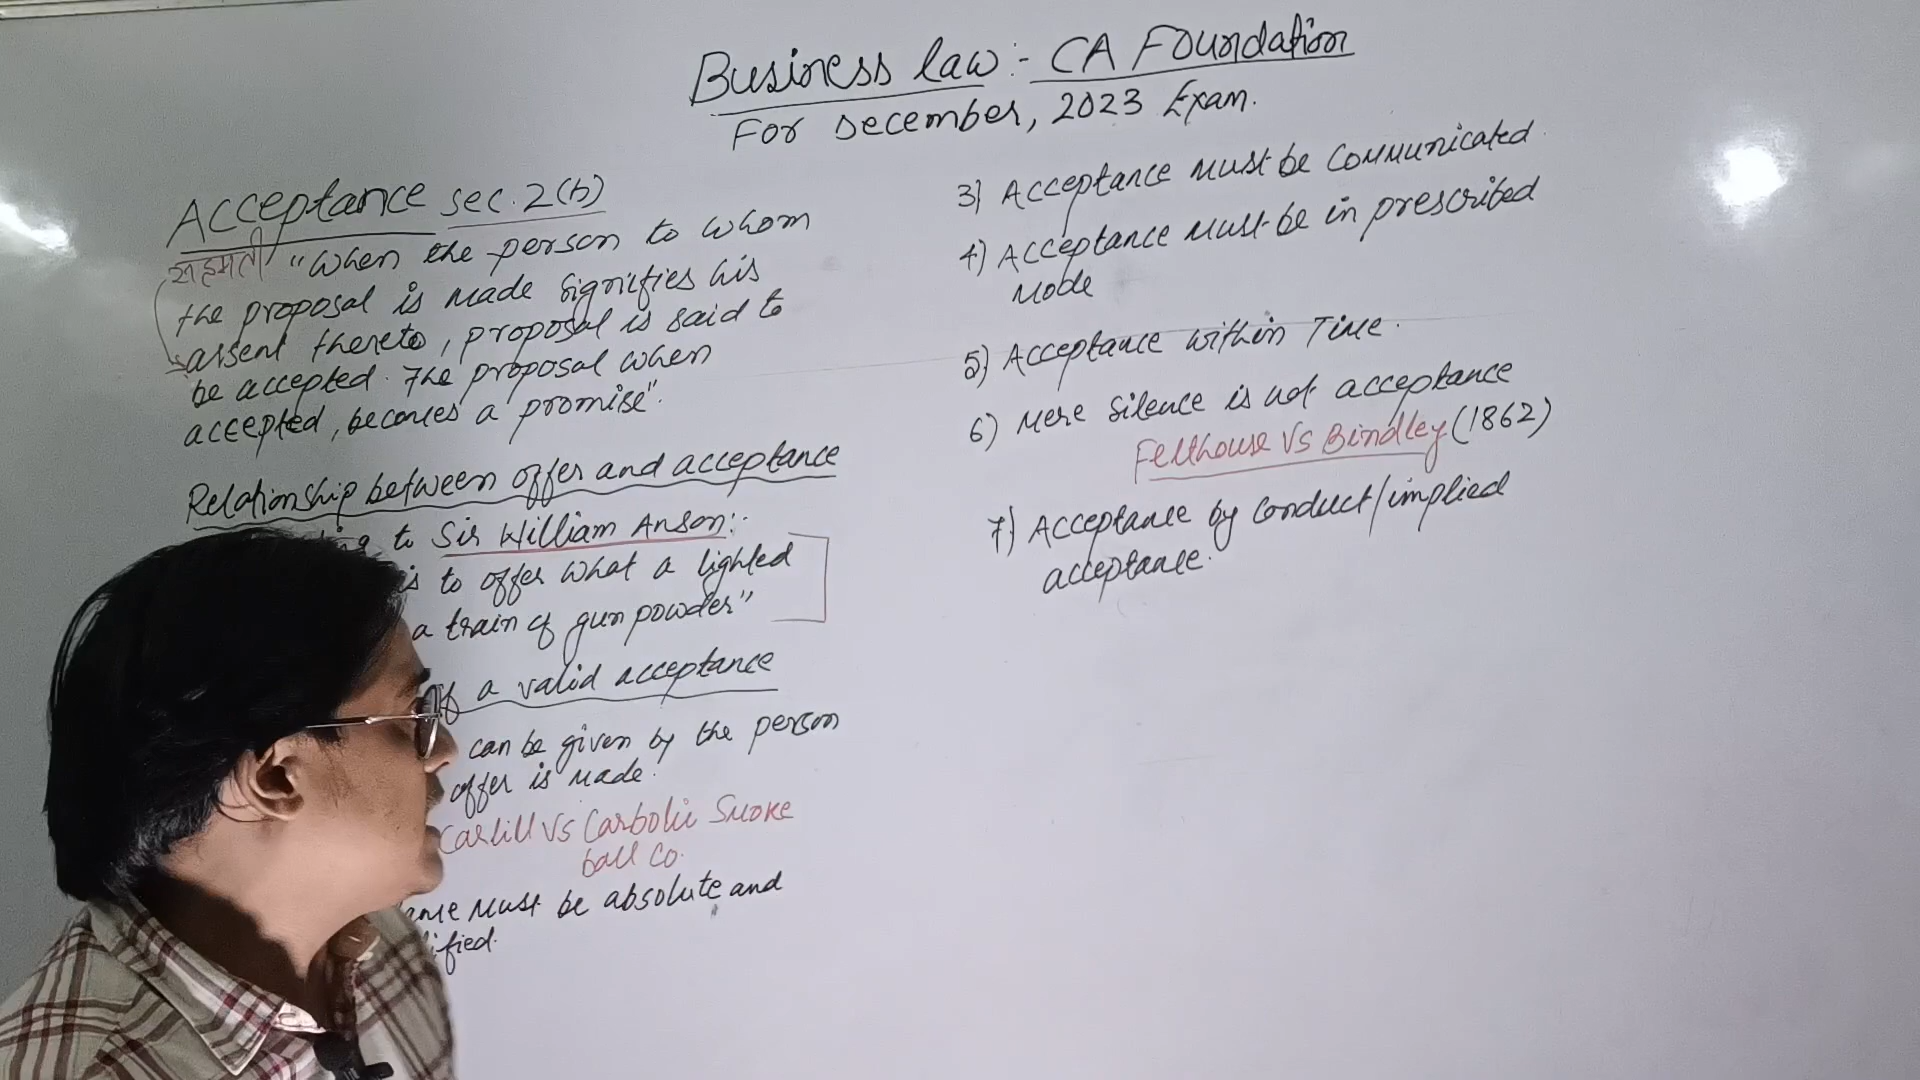 Business law :- CA Foundation
For December, 2023 Exam.
Acceptance sec. 2(b)
सहमती "When the person to whom
the proposal is made signifies his
assent thereto, proposal is said to
be accepted. The proposal when
accepted, becomes a promise".
Relationship between offer and acceptance
to Sir William Anson:-
is to offer what a lighted
a train of gun powder"
of a valid acceptance
can be given by the person
offer is made.
Carlill Vs Carbolic Smoke
ball Co.
must be absolute and
3) Acceptance must be communicated
4) Acceptance must be in prescribed
mode
5) Acceptance within Time.
6) Mere silence is not acceptance
Felthouse Vs Bindley (1862)
7) Acceptance by conduct/implied
acceptance.